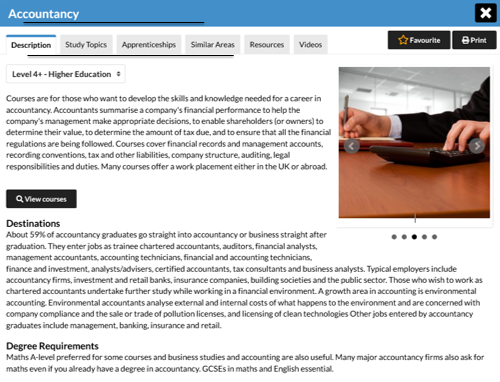 Accountancy
Description
Study Topics
Apprenticeships
Similar Areas
Resources
Videos
Favourite
Print
Level 4+ - Higher Education
Courses are for those who want to develop the skills and knowledge needed for a career in
accountancy. Accountants summarise a company's financial performance to help the
company's management make appropriate decisions, to enable shareholders (or owners) to
determine their value, to determine the amount of tax due, and to ensure that all the financial
regulations are being followed. Courses cover financial records and management accounts,
recording conventions, tax and other liabilities, company structure, auditing, legal
responsibilities and duties. Many courses offer a work placement either in the UK or abroad.
View courses
Destinations
About 59% of accountancy graduates go straight into accountancy or business straight after
graduation. They enter jobs as trainee chartered accountants, auditors, financial analysts,
management accountants, accounting technicians, financial and accounting technicians,
finance and investment, analysts/advisers, certified accountants, tax consultants and business analysts. Typical employers include
accountancy firms, investment and retail banks, insurance companies, building societies and the public sector. Those who wish to work as
chartered accountants undertake further study while working in a financial environment. A growth area in accounting is environmental
accounting. Environmental accountants analyse external and internal costs of what happens to the environment and are concerned with
company compliance and the sale or trade of pollution licenses, and licensing of clean technologies Other jobs entered by accountancy
graduates include management, banking, insurance and retail.
Degree Requirements
Maths A-level preferred for some courses and business studies and accounting are also useful. Many major accountancy firms also ask for
maths even if you already have a degree in accountancy. GCSEs in maths and English essential.